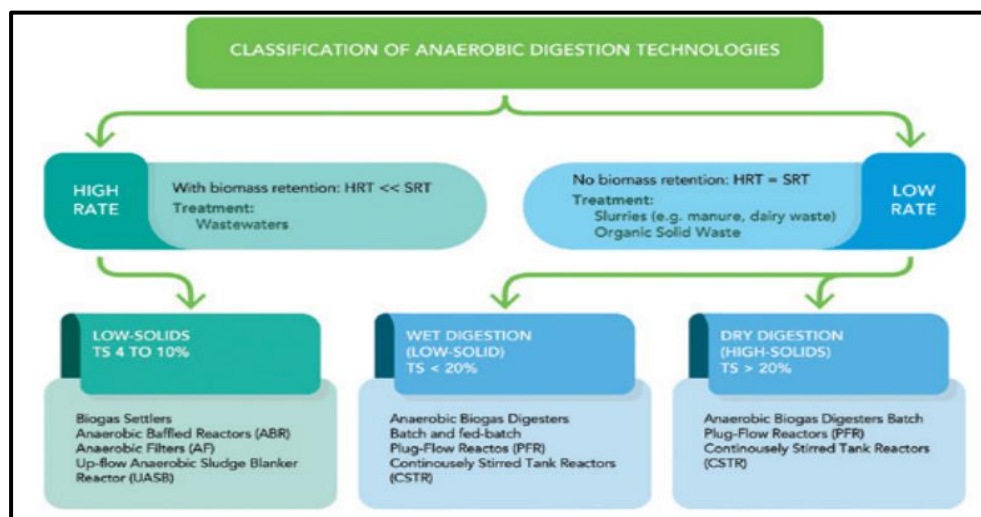 CLASSIFICATION OF ANAEROBIC DIGESTION TECHNOLOGIES
HIGH
RATE
With biomass retention: HRT << SRT
Treatment:
Wastewaters
No biomass retention: HRT = SRT
Treatment:
Slurries (e.g. manure, dairy waste)
Organic Solid Waste
LOW
RATE
LOW-SOLIDS
TS 4 TO 10%
Biogas Settlers
Anaerobic Baffled Reactors (ABR)
Anaerobic Filters (AF)
Up-flow Anaerobic Sludge Blanker
Reactor (UASB)
WET DIGESTION
(LOW-SOLID)
TS < 20%
Anaerobic Biogas Digesters
Batch and fed-batch
Plug-Flow Reactos (PFR)
Continousely Stirred Tank Reactors
(CSTR)
DRY DIGESTION
(HIGH-SOLIDS)
TS > 20%
Anaerobic Biogas Digesters Batch
Plug-Flow Reactors (PFR)
Continousely Stirred Tank Reactors
(CSTR)